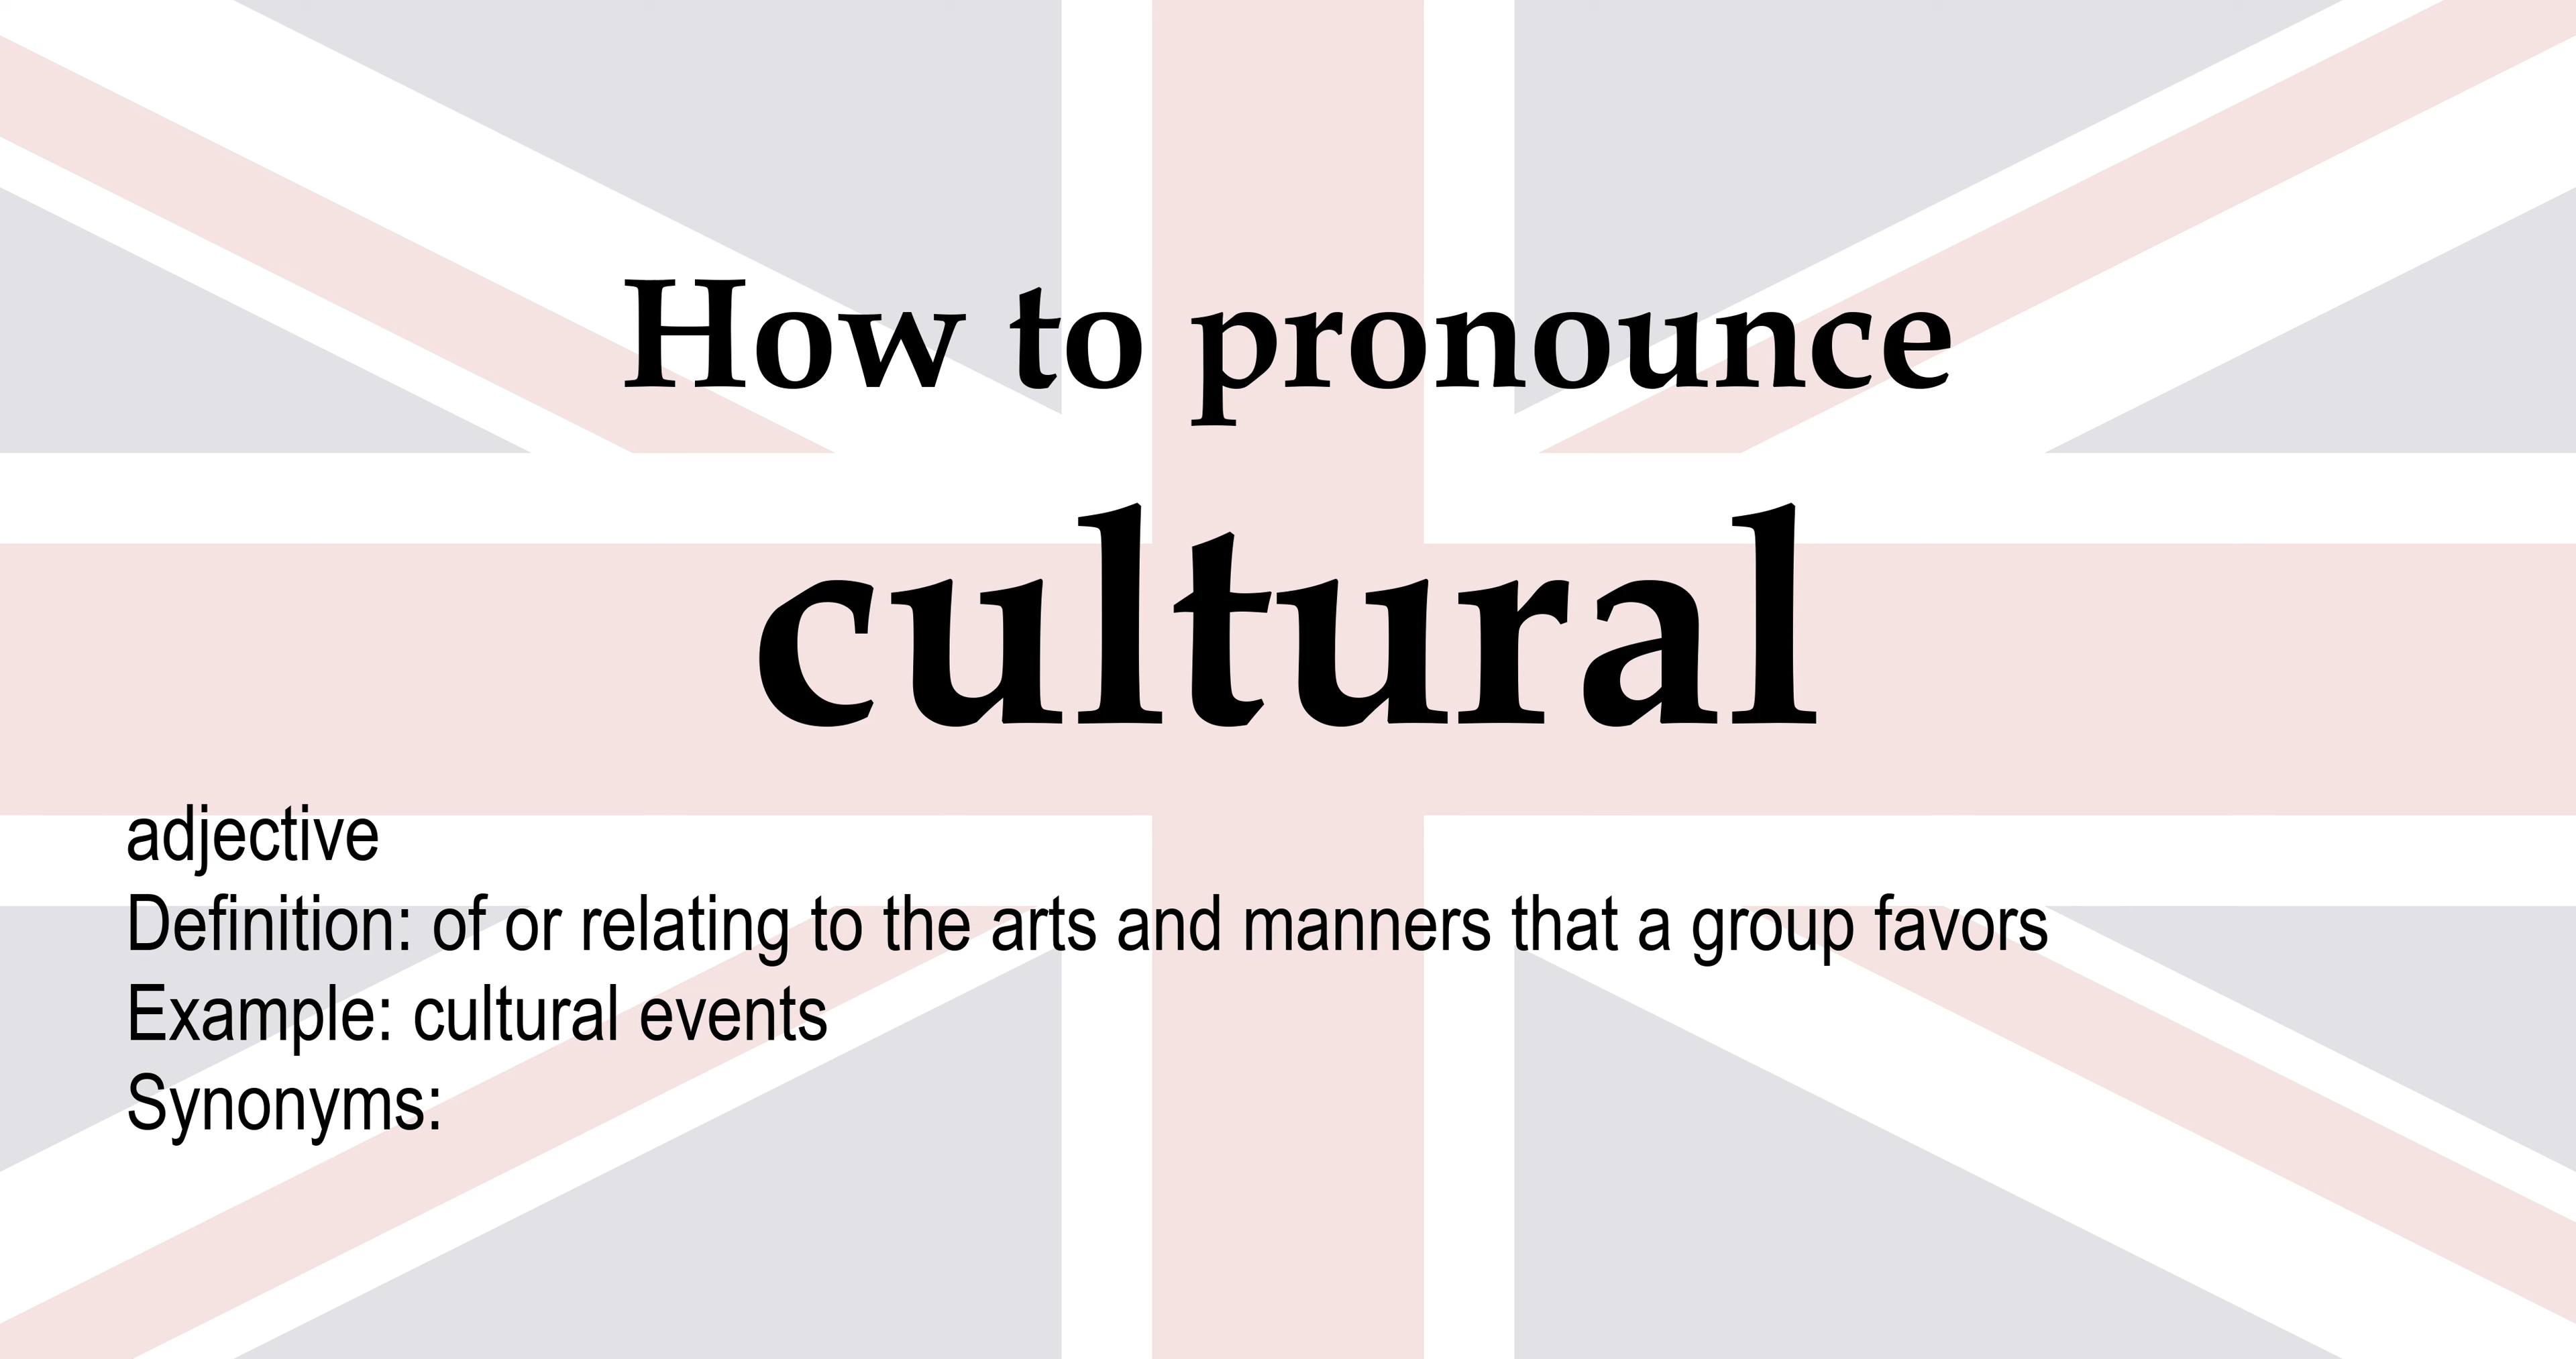 How to pronounce
cultural
adjective
Definition: of or relating to the arts and manners that a group favors
Example: cultural events
Synonyms: